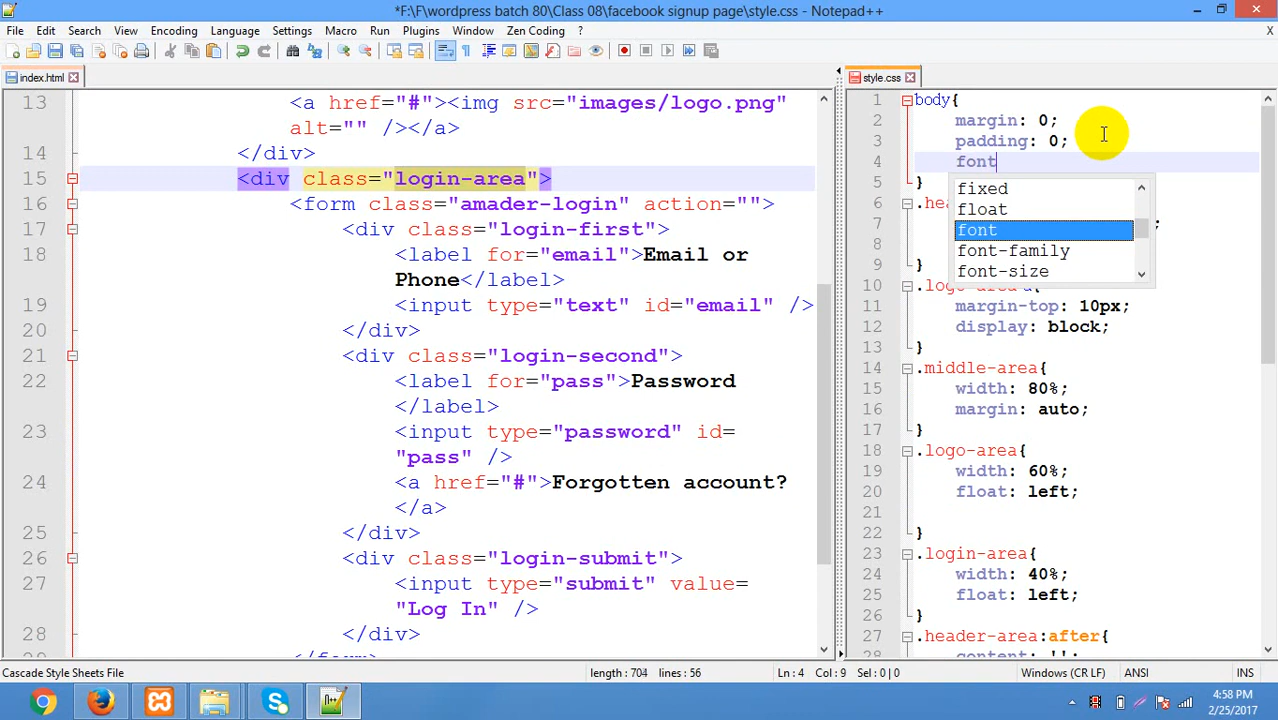 *F:\F\wordpress batch 80\Class 08\facebook signup page\style.css - Notepad++
File Edit Search View Encoding Language Settings Macro Run Plugins Window Zen Coding ? X
index.html
13 <a href="#"><img src="images/logo.png"
alt="" /></a>
14 </div>
15 <div class="login-area">
16 <form class="amader-login" action="">
17 <div class="login-first">
18 <label for="email">Email or
Phone</label>
19 <input type="text" id="email" />
20 </div>
21 <div class="login-second">
22 <label for="pass">Password
</label>
23 <input type="password" id=
"pass" />
24 <a href="#">Forgotten account?
</a>
25 </div>
26 <div class="login-submit">
27 <input type="submit" value=
"Log In" />
28 </div>
style.css
1 body{
2 margin: 0;
3 padding: 0;
4 font
5 }
fixed
float
font
font-family
font-size
6 .hea
7 ;
8
9 }
10
11 margin-top: 10px;
12 display: block;
13 }
14 .middle-area{
15 width: 80%;
16 margin: auto;
17 }
18 .logo-area{
19 width: 60%;
20 float: left;
21
22 }
23 .login-area{
24 width: 40%;
25 float: left;
26 }
27 .header-area:after{
28 content: '';
Cascade Style Sheets File length : 704 lines : 56 Ln : 4 Col : 9 Sel : 0 | 0 Windows (CR LF) ANSI INS
4:58 PM
2/25/2017